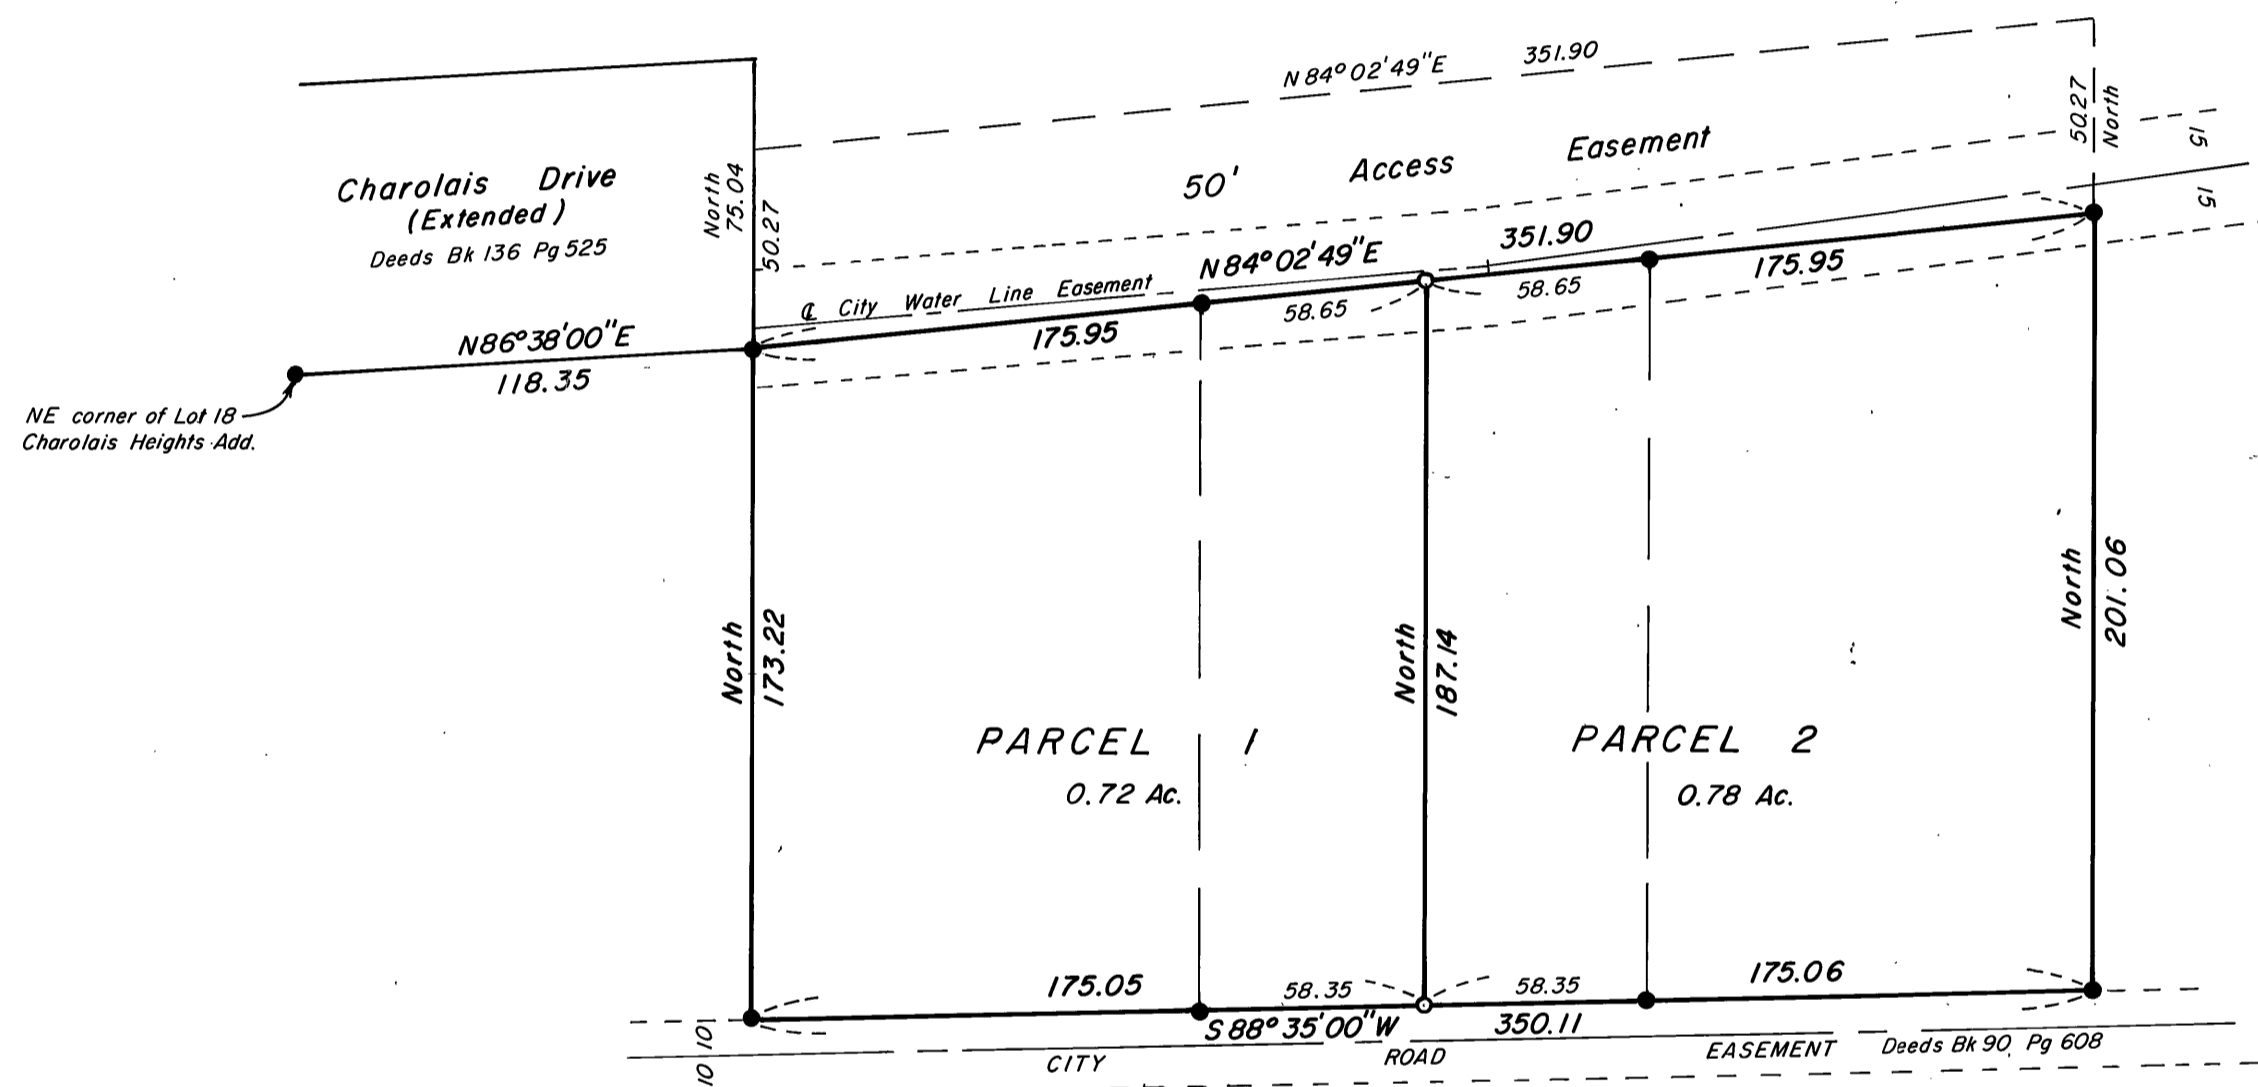 N 84° 02' 49" E 351.90
50.27
North
15
15
Charolais Drive
(Extended)
Deeds Bk 136 Pg 525
North
75.04
50.27
50' Access Easement
N 84° 02' 49" E 351.90
℄ City Water Line Easement
175.95
58.65
58.65
175.95
N86°38'00"E
118.35
NE corner of Lot 18
Charolais Heights Add.
North
173.22
North
187.14
North
201.06
PARCEL 1
0.72 Ac.
PARCEL 2
0.78 Ac.
175.05
58.35
58.35
175.06
S 88° 35' 00" W 350.11
10
10
CITY ROAD EASEMENT Deeds Bk 90, Pg 608